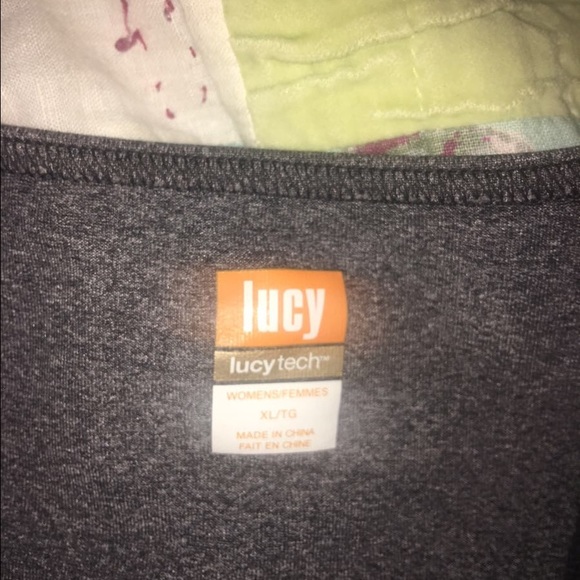 lucy
lucytech™
WOMENS/FEMMES
XL/TG
MADE IN CHINA
FAIT EN CHINE